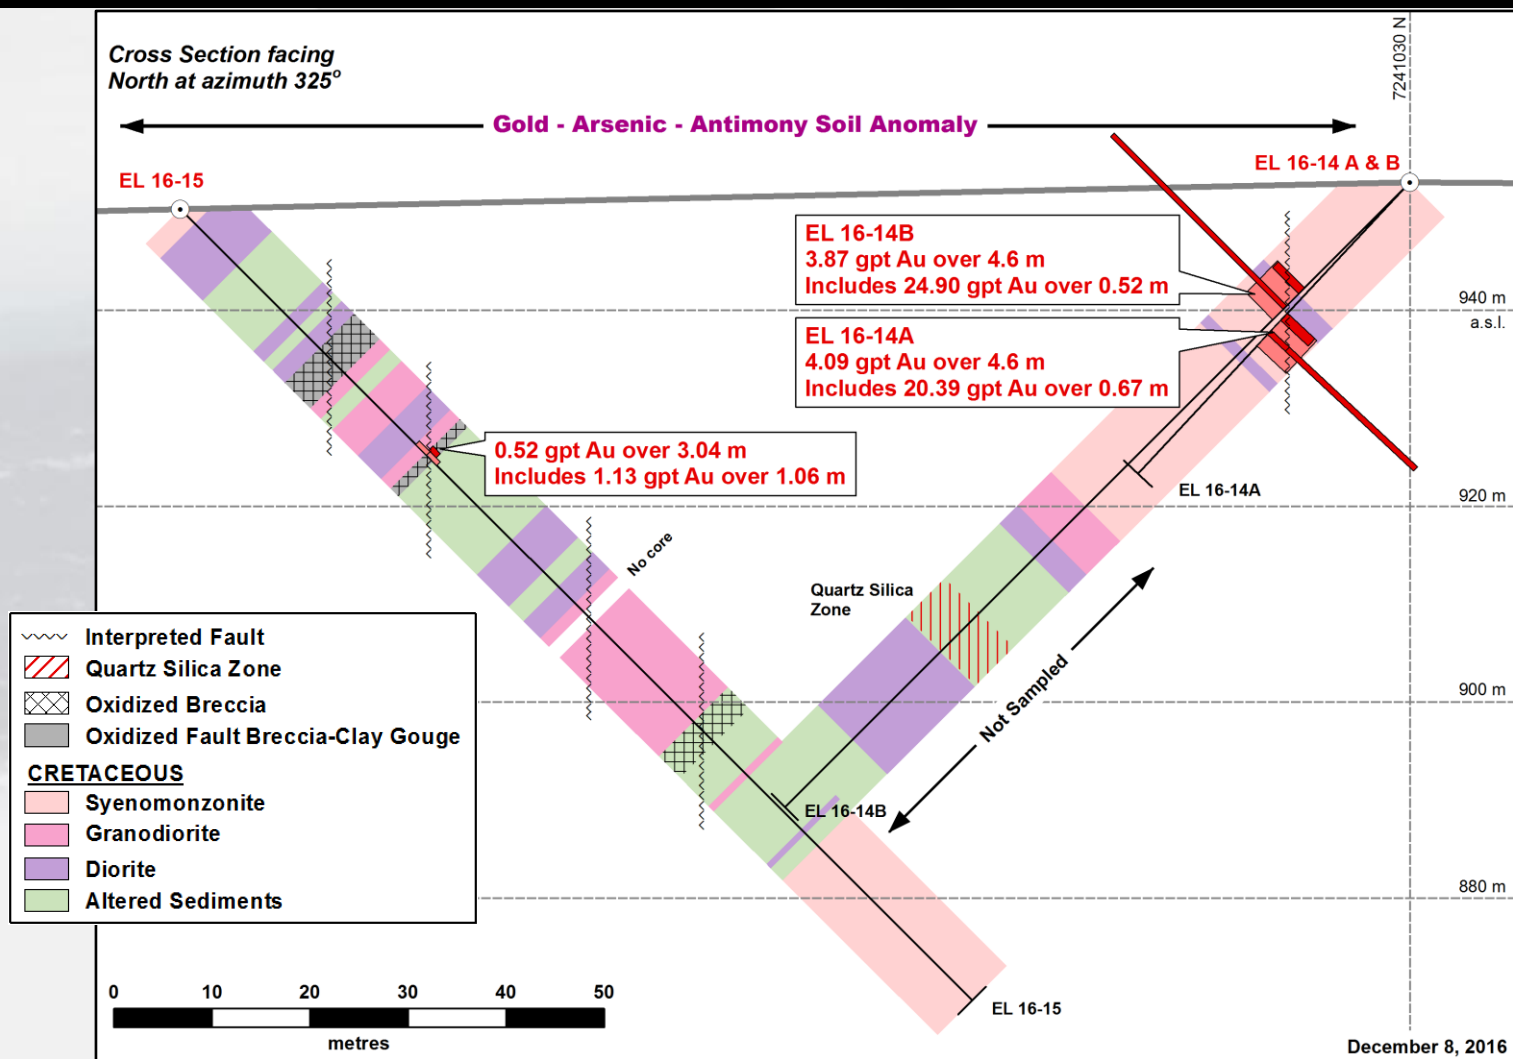 Cross Section facing
North at azimuth 325°
7241030 N
Gold - Arsenic - Antimony Soil Anomaly
EL 16-15
EL 16-14 A & B
EL 16-14B
3.87 gpt Au over 4.6 m
Includes 24.90 gpt Au over 0.52 m
940 m
a.s.l.
EL 16-14A
4.09 gpt Au over 4.6 m
Includes 20.39 gpt Au over 0.67 m
0.52 gpt Au over 3.04 m
Includes 1.13 gpt Au over 1.06 m
EL 16-14A
920 m
No core
Quartz Silica
Zone
Not Sampled
900 m
EL 16-14B
880 m
EL 16-15
Interpreted Fault
Quartz Silica Zone
Oxidized Breccia
Oxidized Fault Breccia-Clay Gouge
CRETACEOUS
Syenomonzonite
Granodiorite
Diorite
Altered Sediments
0 10 20 30 40 50
metres
December 8, 2016